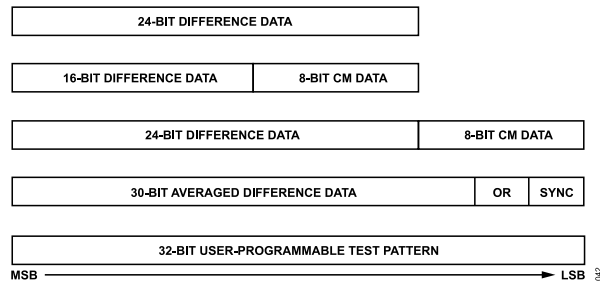 24-BIT DIFFERENCE DATA
16-BIT DIFFERENCE DATA 8-BIT CM DATA
24-BIT DIFFERENCE DATA 8-BIT CM DATA
30-BIT AVERAGED DIFFERENCE DATA OR SYNC
32-BIT USER-PROGRAMMABLE TEST PATTERN
MSB LSB
042